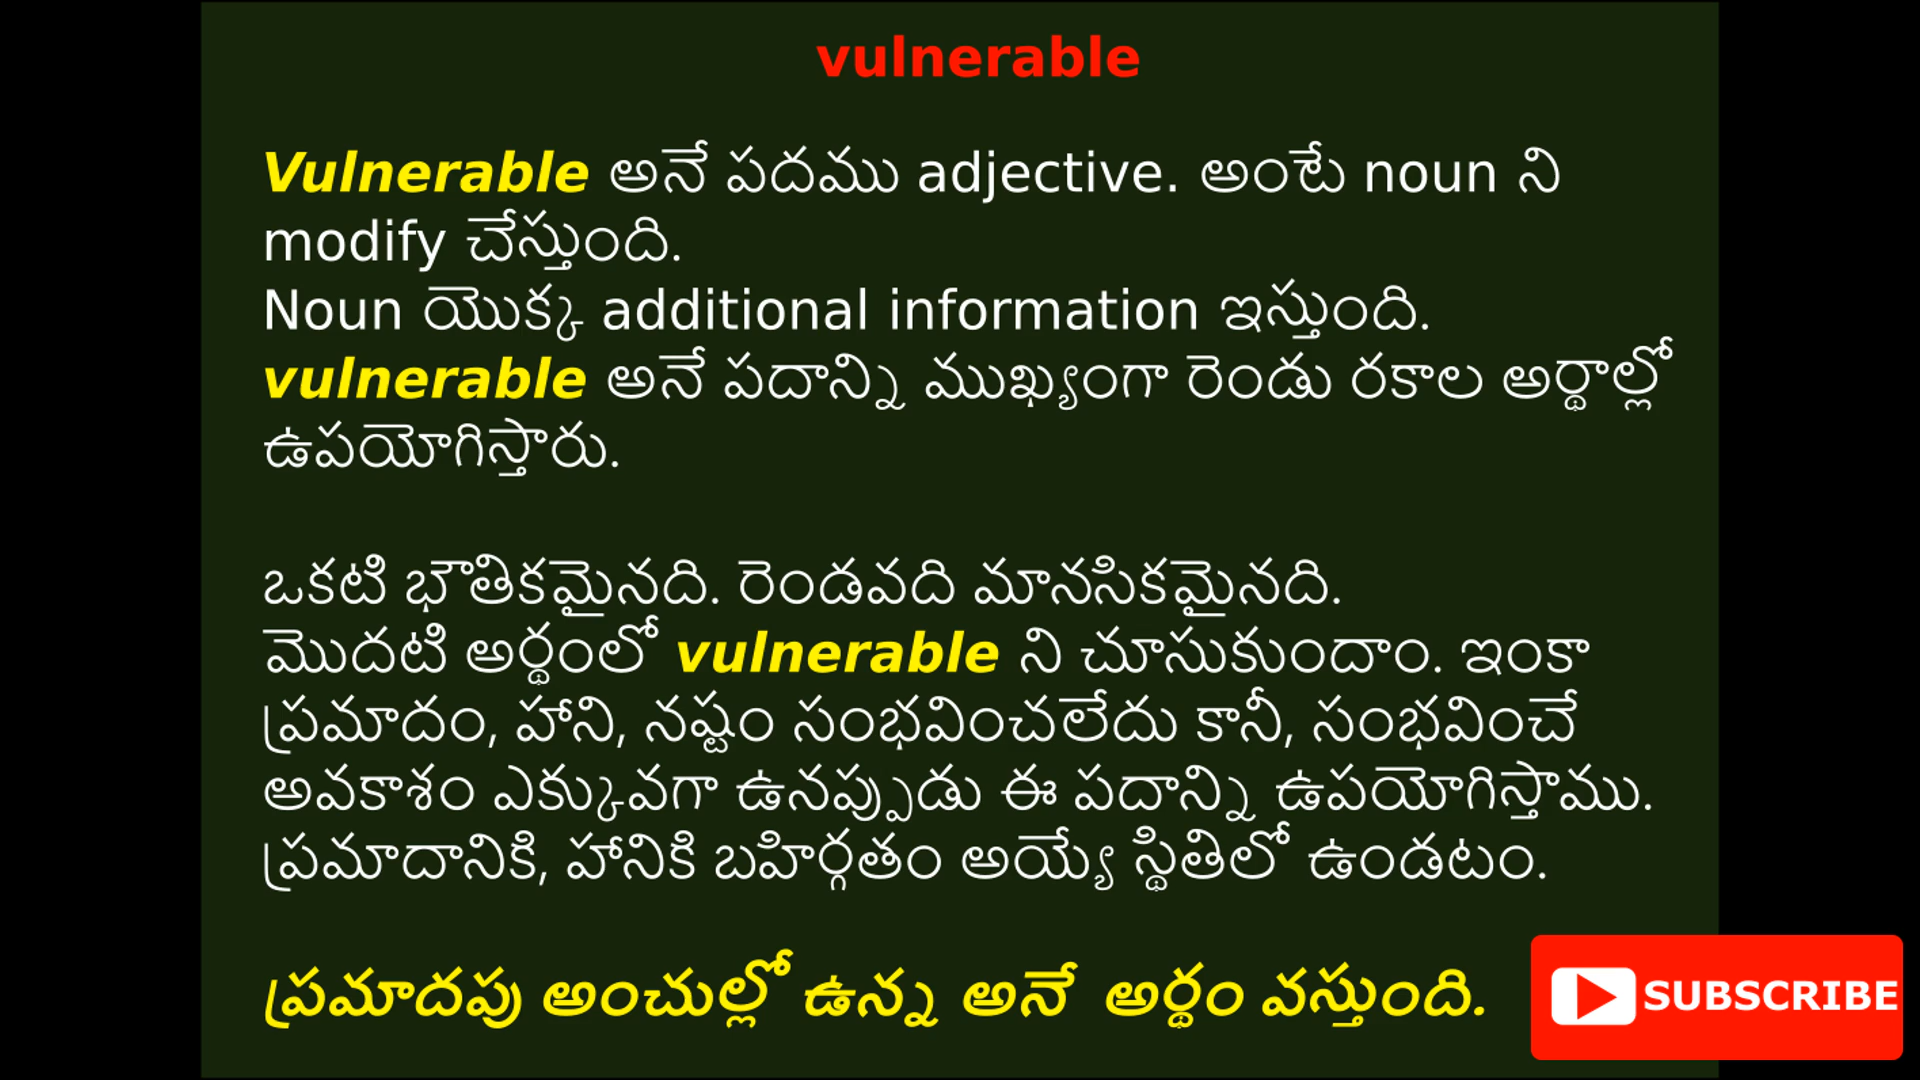 vulnerable
Vulnerable అనే పదము adjective. అంటే noun ని
modify చేస్తుంది.
Noun యొక్క additional information ఇస్తుంది.
vulnerable అనే పదాన్ని ముఖ్యంగా రెండు రకాల అర్థాల్లో
ఉపయోగిస్తారు.
ఒకటి భౌతికమైనది. రెండవది మానసికమైనది.
మొదటి అర్థంలో vulnerable ని చూసుకుందాం. ఇంకా
ప్రమాదం, హాని, నష్టం సంభవించలేదు కానీ, సంభవించే
అవకాశం ఎక్కువగా ఉనప్పుడు ఈ పదాన్ని ఉపయోగిస్తాము.
ప్రమాదానికి, హానికి బహిర్గతం అయ్యే స్థితిలో ఉండటం.
ప్రమాదపు అంచుల్లో ఉన్న అనే అర్థం వస్తుంది.
SUBSCRIBE